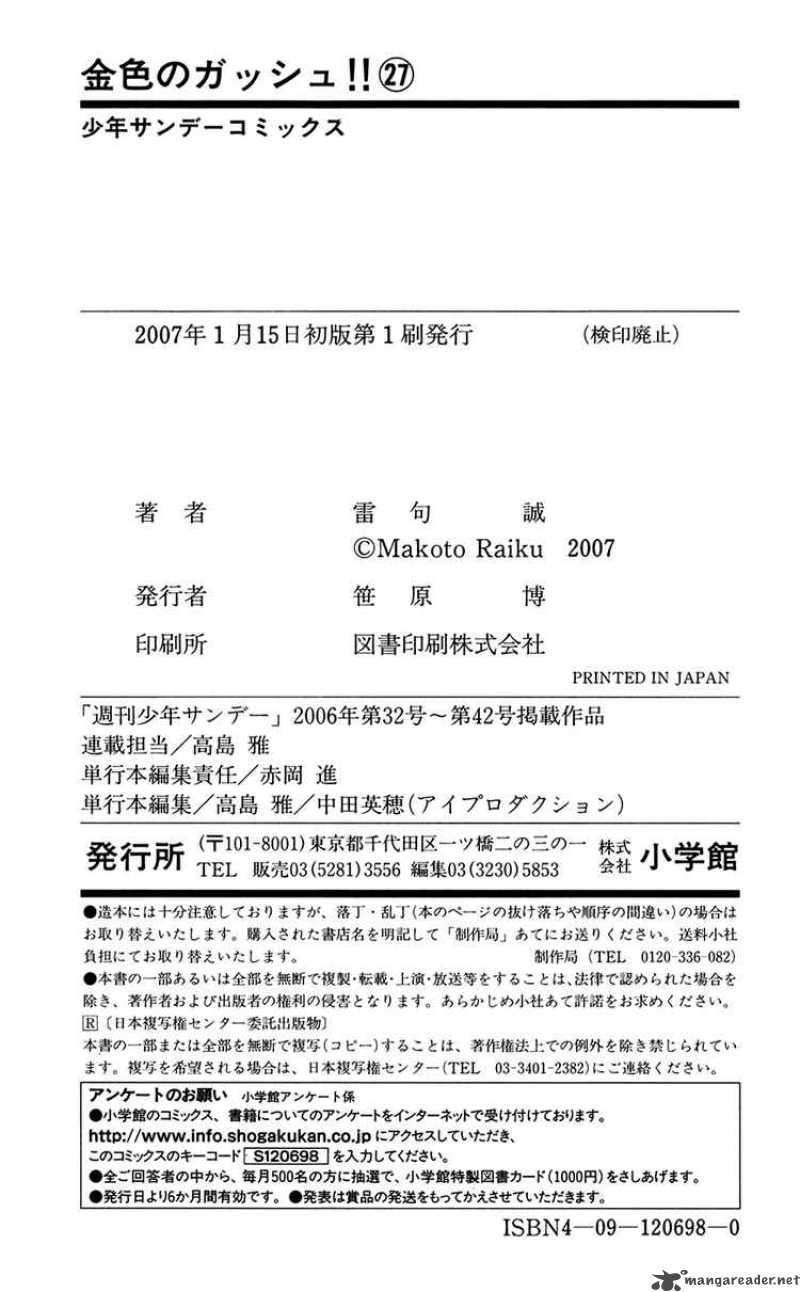 金色のガッシュ!!㉗
少年サンデーコミックス
2007年1月15日初版第1刷発行 (検印廃止)
著者 雷句 誠
©Makoto Raiku 2007
発行者 笹原 博
印刷所 図書印刷株式会社
PRINTED IN JAPAN
「週刊少年サンデー」2006年第32号～第42号掲載作品
連載担当／高島 雅
単行本編集責任／赤岡 進
単行本編集／高島 雅／中田英穂(アイプロダクション)
発行所 (〒101-8001)東京都千代田区一ツ橋二の三の一 株式会社 小学館
TEL 販売03(5281)3556 編集03(3230)5853
●造本には十分注意しておりますが、落丁・乱丁(本のページの抜け落ちや順序の間違い)の場合は
お取り替えいたします。購入された書店名を明記して「制作局」あてにお送りください。送料小社
負担にてお取り替えいたします。 制作局(TEL 0120-336-082)
●本書の一部あるいは全部を無断で複製・転載・上演・放送等をすることは、法律で認められた場合を
除き、著作者および出版者の権利の侵害となります。あらかじめ小社あて許諾をお求めください。
R〔日本複写権センター委託出版物〕
本書の一部または全部を無断で複写(コピー)することは、著作権法上での例外を除き禁じられてい
ます。複写を希望される場合は、日本複写権センター(TEL 03-3401-2382)にご連絡ください。
アンケートのお願い 小学館アンケート係
●小学館のコミックス、書籍についてのアンケートをインターネットで受け付けております。
http://www.info.shogakukan.co.jp にアクセスしていただき、
このコミックスのキーコード S120698 を入力してください。
●全ご回答者の中から、毎月500名の方に抽選で、小学館特製図書カード(1000円)をさしあげます。
●発行日より6か月間有効です。●発表は賞品の発送をもってかえさせていただきます。
ISBN4-09-120698-0
mangareader.net